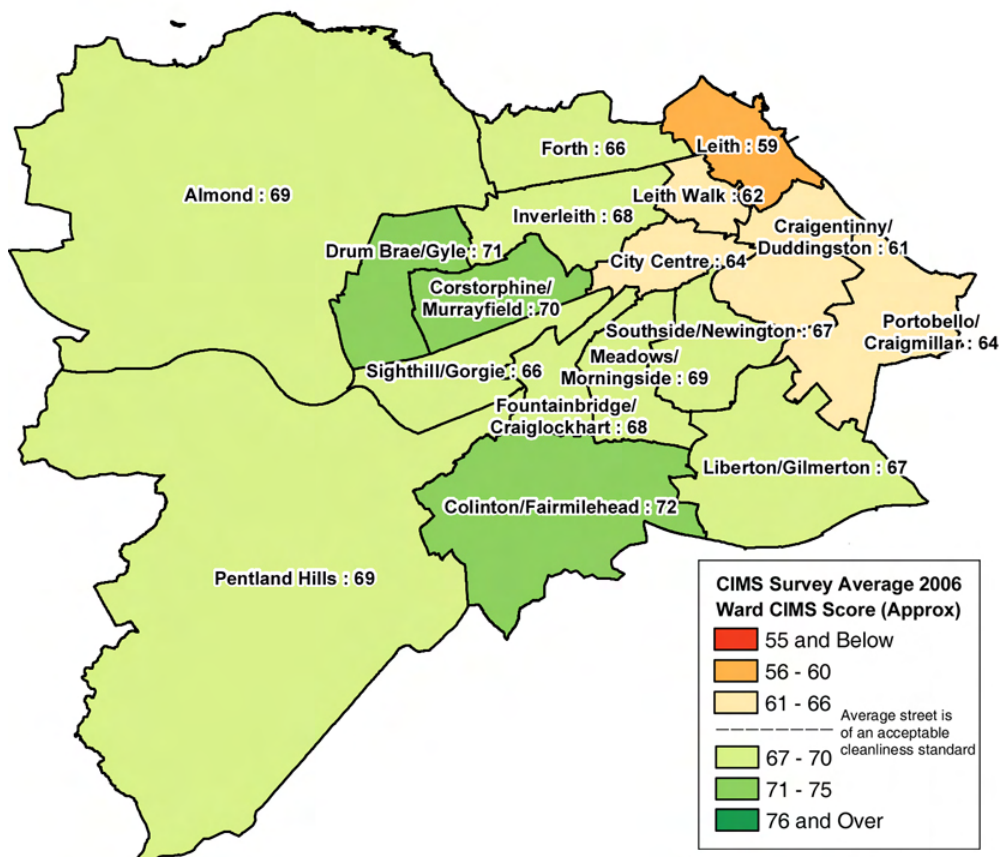 Leith : 59
Forth : 66
Almond : 69
Leith Walk : 62
Inverleith : 68
Craigentinny/
Duddingston : 61
Drum Brae/Gyle : 71
City Centre : 64
Corstorphine/
Murrayfield : 70
Portobello/
Craigmillar : 64
Southside/Newington : 67
Meadows/
Morningside : 69
Sighthill/Gorgie : 66
Fountainbridge/
Craiglockhart : 68
Liberton/Gilmerton : 67
Colinton/Fairmilehead : 72
Pentland Hills : 69
CIMS Survey Average 2006
Ward CIMS Score (Approx)
55 and Below
56 - 60
61 - 66
Average street is
of an acceptable
cleanliness standard
67 - 70
71 - 75
76 and Over